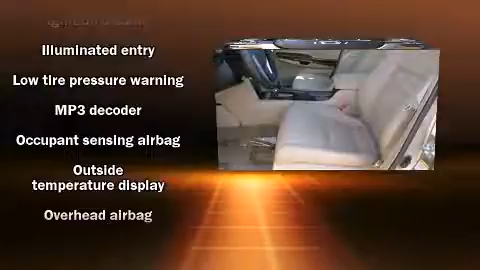 Illuminated entry
Low tire pressure warning
MP3 decoder
Occupant sensing airbag
Outside
temperature display
Overhead airbag